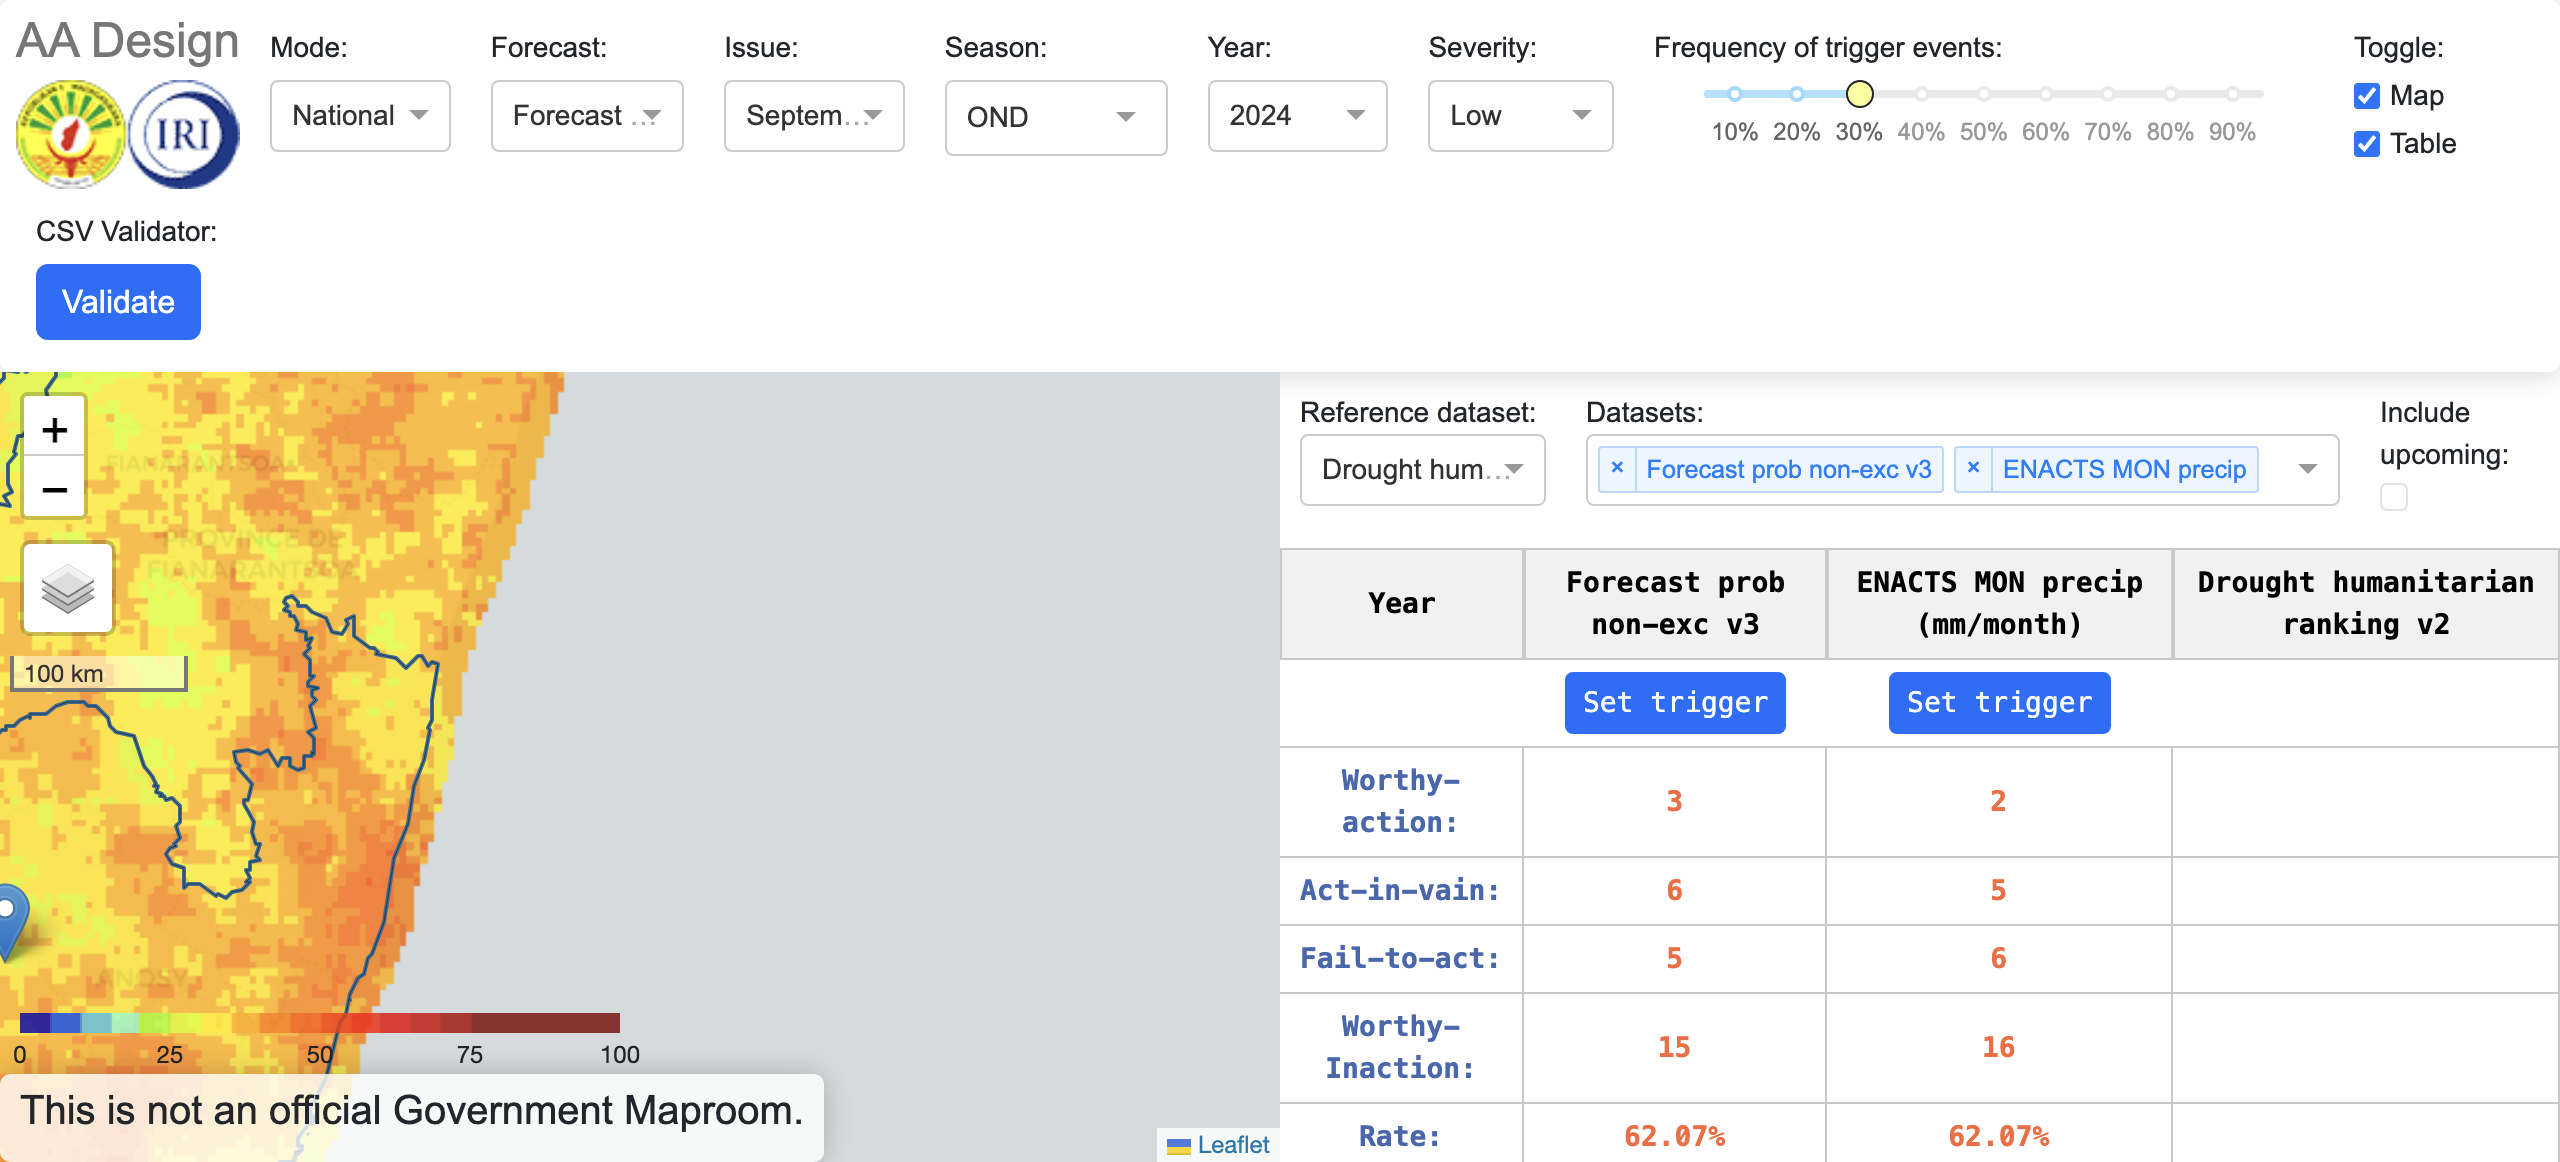 AA Design
IRI
Mode:
National
Forecast:
Forecast ...
Issue:
Septem...
Season:
OND
Year:
2024
Severity:
Low
Frequency of trigger events:
10% 20% 30% 40% 50% 60% 70% 80% 90%
Toggle:
Map
Table
CSV Validator:
Validate
+
−
FIANARANTSOA
PROVINCE DE
FIANARANTSOA
100 km
ANOSY
0 25 50 75 100
This is not an official Government Maproom.
Leaflet
Reference dataset:
Drought hum...
Datasets:
× Forecast prob non-exc v3 × ENACTS MON precip
Include
upcoming:
Year
Forecast prob
non-exc v3
ENACTS MON precip
(mm/month)
Drought humanitarian
ranking v2
Set trigger Set trigger
Worthy-
action:
3 2
Act-in-vain: 6 5
Fail-to-act: 5 6
Worthy-
Inaction:
15 16
Rate: 62.07% 62.07%